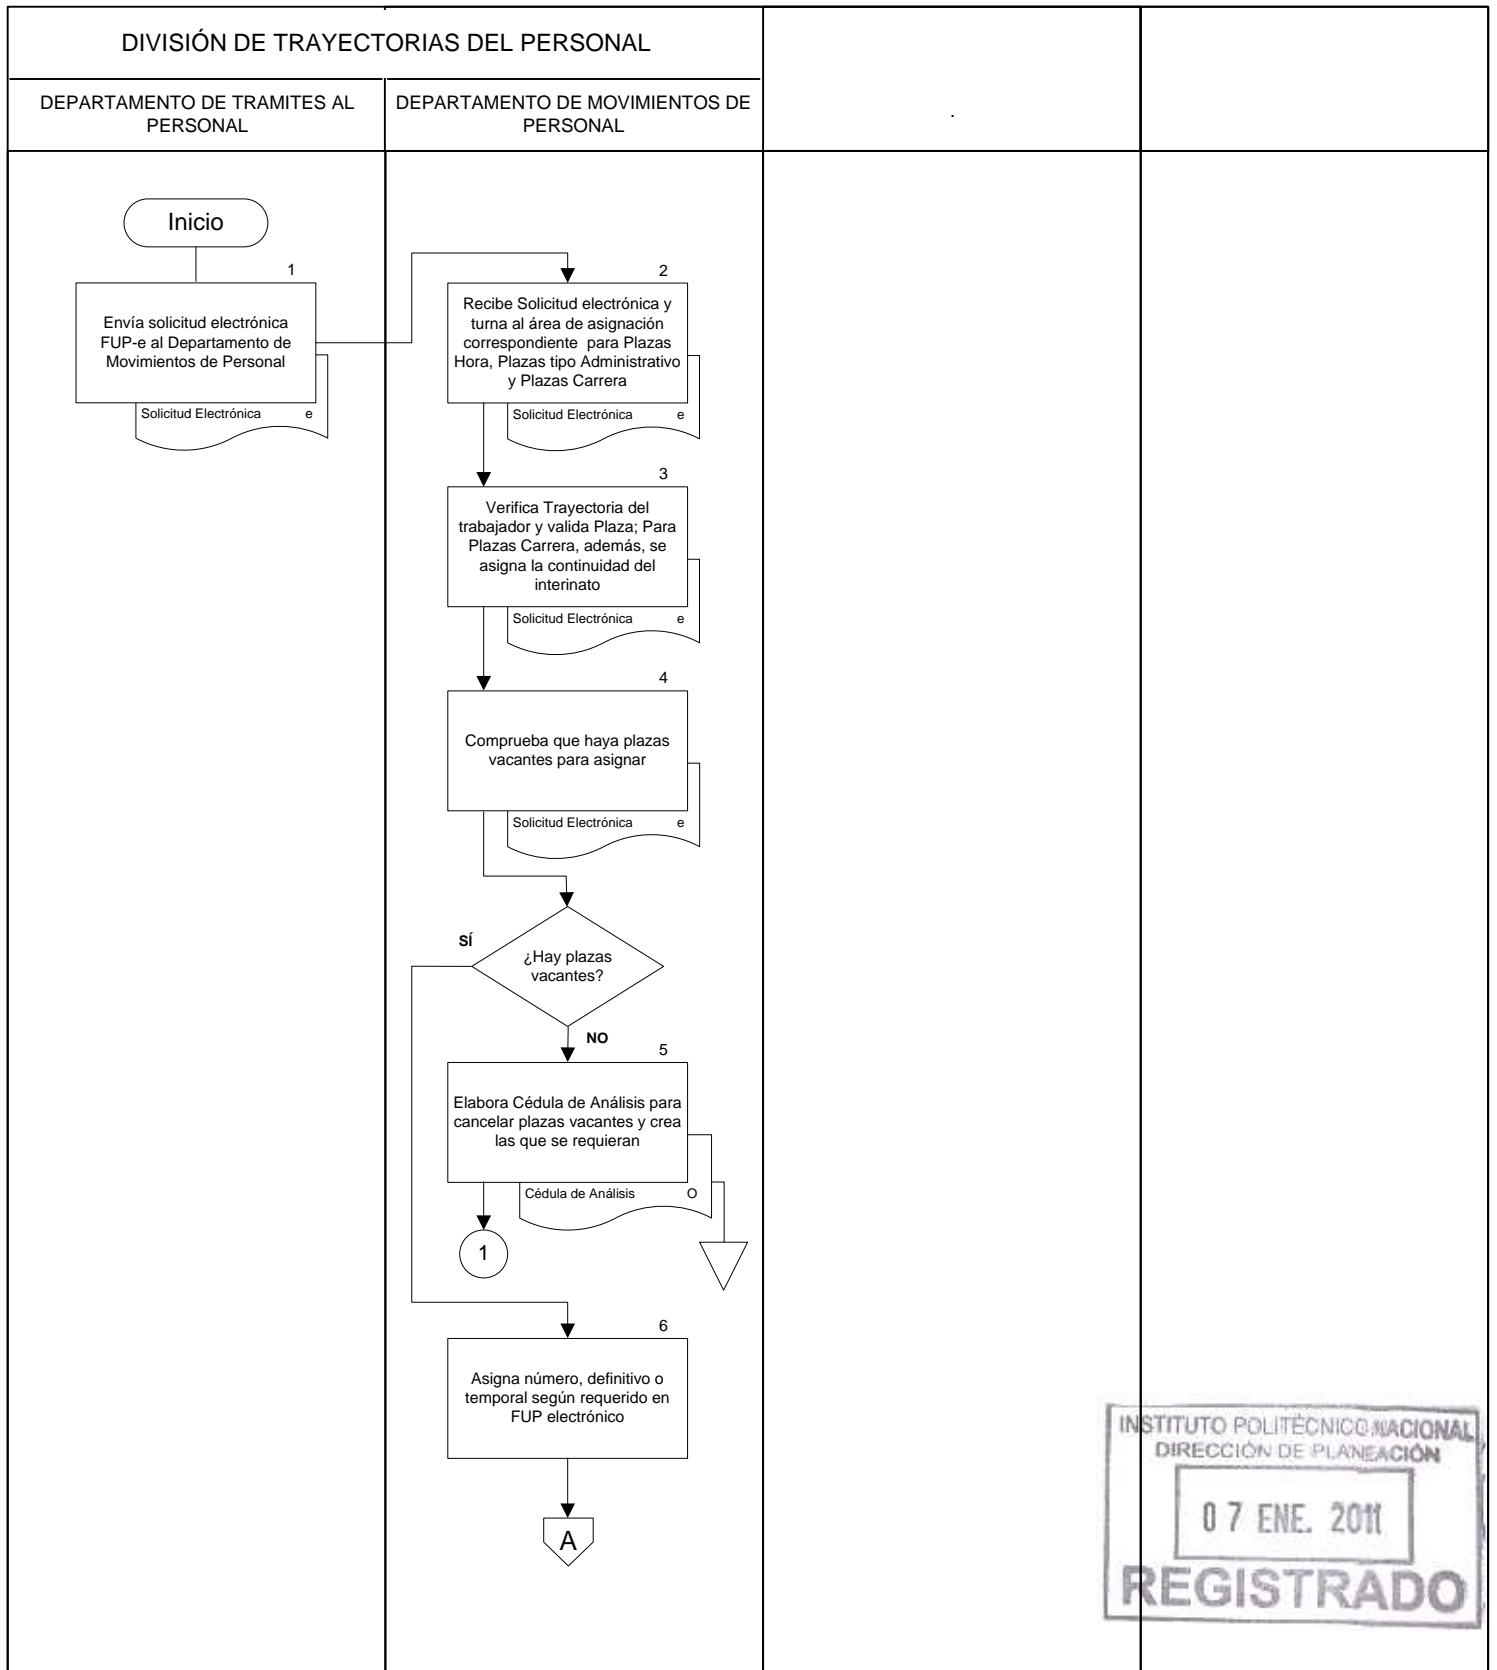 DIVISIÓN DE TRAYECTORIAS DEL PERSONAL
DEPARTAMENTO DE TRAMITES AL
PERSONAL
DEPARTAMENTO DE MOVIMIENTOS DE
PERSONAL
.
Inicio
1
Envía solicitud electrónica
FUP-e al Departamento de
Movimientos de Personal
Solicitud Electrónica e
2
Recibe Solicitud electrónica y
turna al área de asignación
correspondiente para Plazas
Hora, Plazas tipo Administrativo
y Plazas Carrera
Solicitud Electrónica e
3
Verifica Trayectoria del
trabajador y valida Plaza; Para
Plazas Carrera, además, se
asigna la continuidad del
interinato
Solicitud Electrónica e
4
Comprueba que haya plazas
vacantes para asignar
Solicitud Electrónica e
SÍ
¿Hay plazas
vacantes?
NO
5
Elabora Cédula de Análisis para
cancelar plazas vacantes y crea
las que se requieran
Cédula de Análisis O
1
6
Asigna número, definitivo o
temporal según requerido en
FUP electrónico
A
INSTITUTO POLITÉCNICO NACIONAL
DIRECCIÓN DE PLANEACIÓN
07 ENE. 2011
REGISTRADO